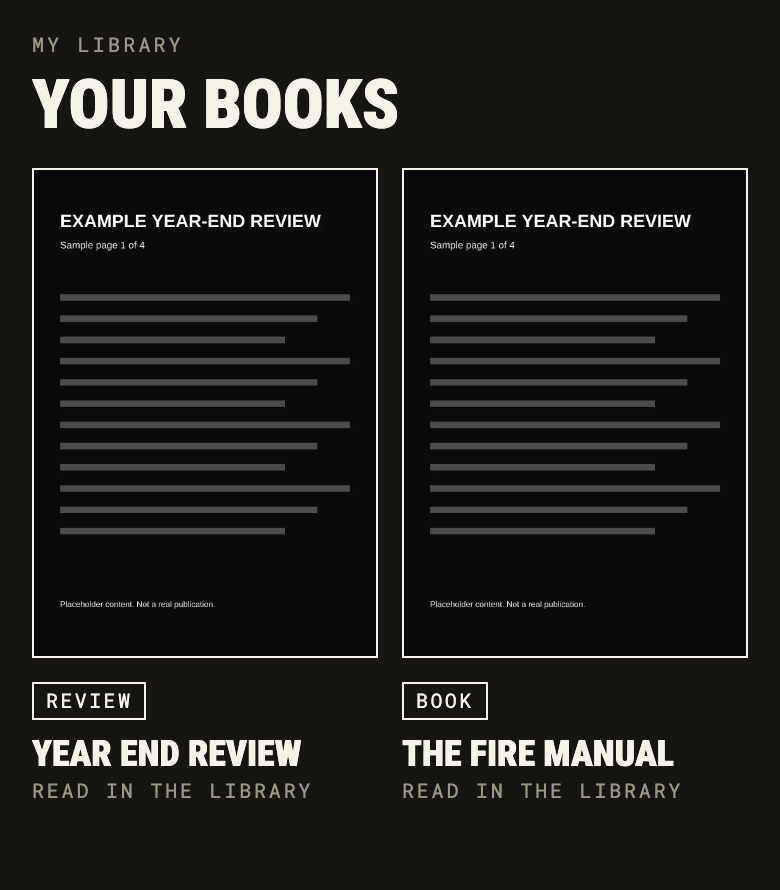 MY LIBRARY
YOUR BOOKS
EXAMPLE YEAR-END REVIEW
Sample page 1 of 4
Placeholder content. Not a real publication.
REVIEW
YEAR END REVIEW
READ IN THE LIBRARY
EXAMPLE YEAR-END REVIEW
Sample page 1 of 4
Placeholder content. Not a real publication.
BOOK
THE FIRE MANUAL
READ IN THE LIBRARY